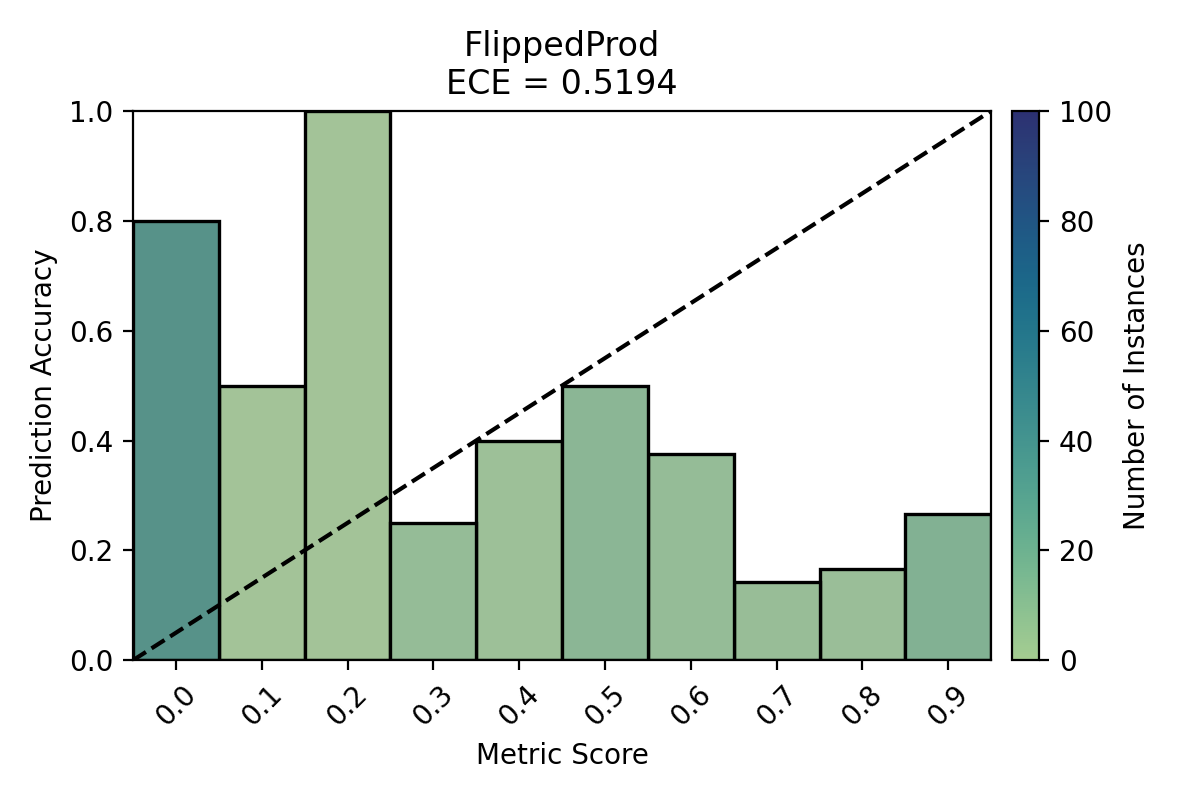 FlippedProd
ECE = 0.5194
1.0
0.8
0.6
0.4
0.2
0.0
Prediction Accuracy
0.0 0.1 0.2 0.3 0.4 0.5 0.6 0.7 0.8 0.9
Metric Score
100
80
60
40
20
0
Number of Instances